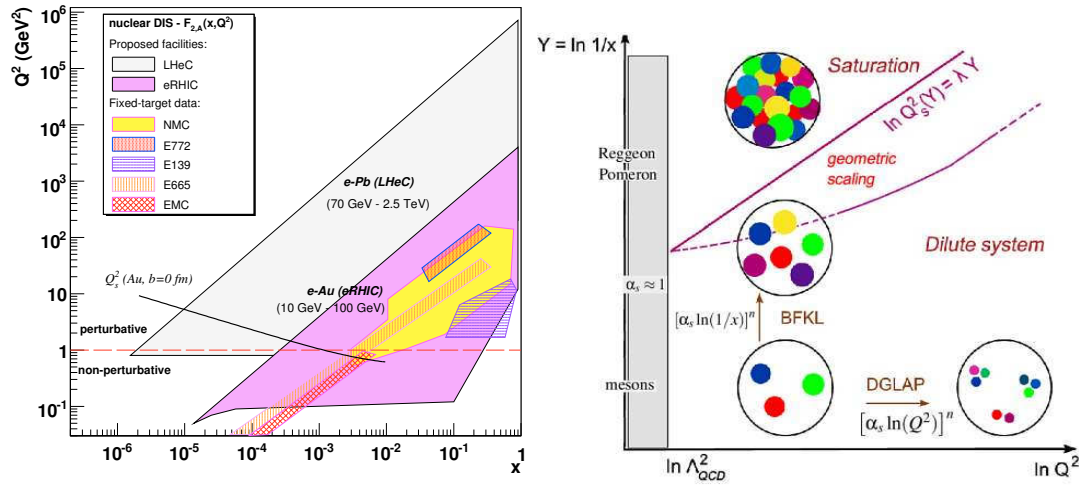 Q² (GeV²)
10⁶
10⁵
10⁴
10³
10²
10
1
10⁻¹
nuclear DIS - F₂,A(x,Q²)
Proposed facilities:
LHeC
eRHIC
Fixed-target data:
NMC
E772
E139
E665
EMC
e-Pb (LHeC)
(70 GeV - 2.5 TeV)
Qₛ² (Au, b=0 fm)
e-Au (eRHIC)
(10 GeV - 100 GeV)
perturbative
non-perturbative
10⁻⁶ 10⁻⁵ 10⁻⁴ 10⁻³ 10⁻² 10⁻¹ 1
x
Y = ln 1/x
Saturation
ln Qₛ²(Y) = λ Y
Reggeon
Pomeron
geometric
scaling
Dilute system
αₛ ≈ 1
[αₛ ln(1/x)]ⁿ BFKL
mesons
DGLAP
[αₛ ln(Q²)]ⁿ
ln Λ²QCD
ln Q²